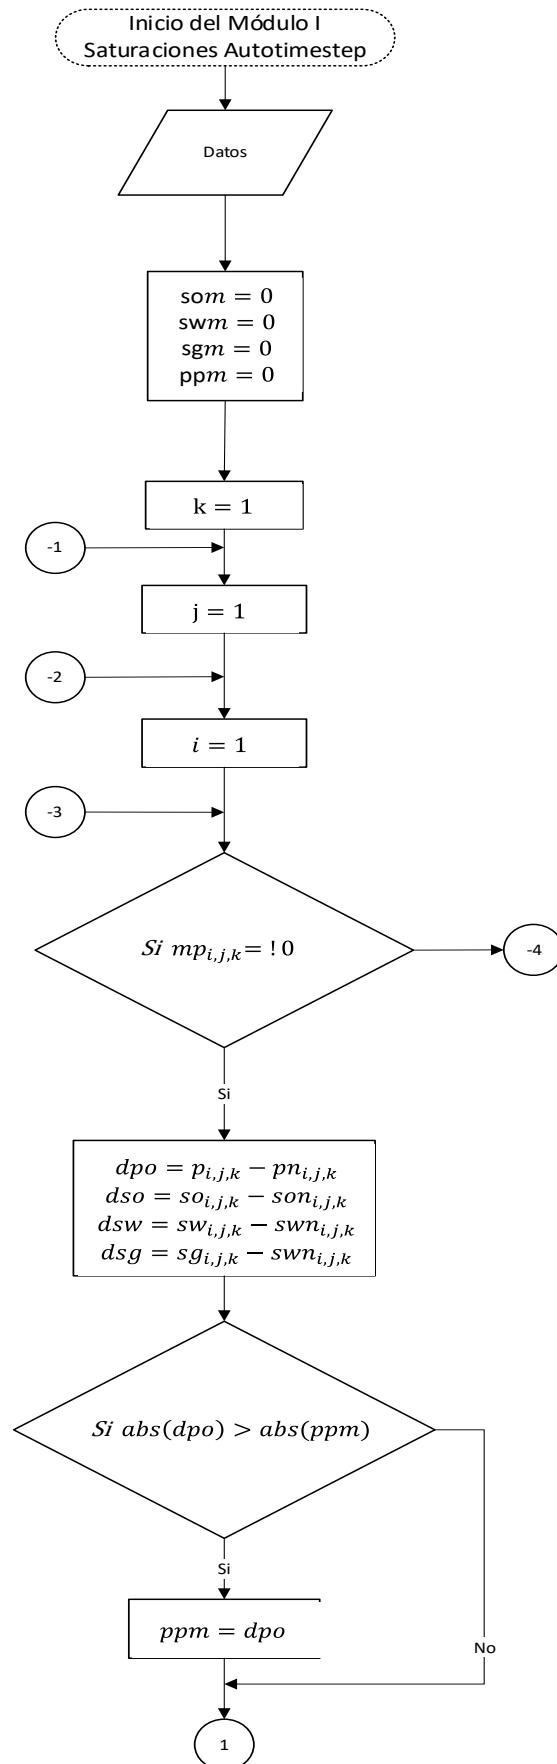 Inicio del Módulo I
Saturaciones Autotimestep
Datos
som = 0
swm = 0
sgm = 0
ppm = 0
k = 1
-1
j = 1
-2
i = 1
-3
Si mp_{i,j,k} = ! 0
-4
Si
dpo = p_{i,j,k} − pn_{i,j,k}
dso = so_{i,j,k} − son_{i,j,k}
dsw = sw_{i,j,k} − swn_{i,j,k}
dsg = sg_{i,j,k} − swn_{i,j,k}
Si abs(dpo) > abs(ppm)
Si
ppm = dpo
No
1